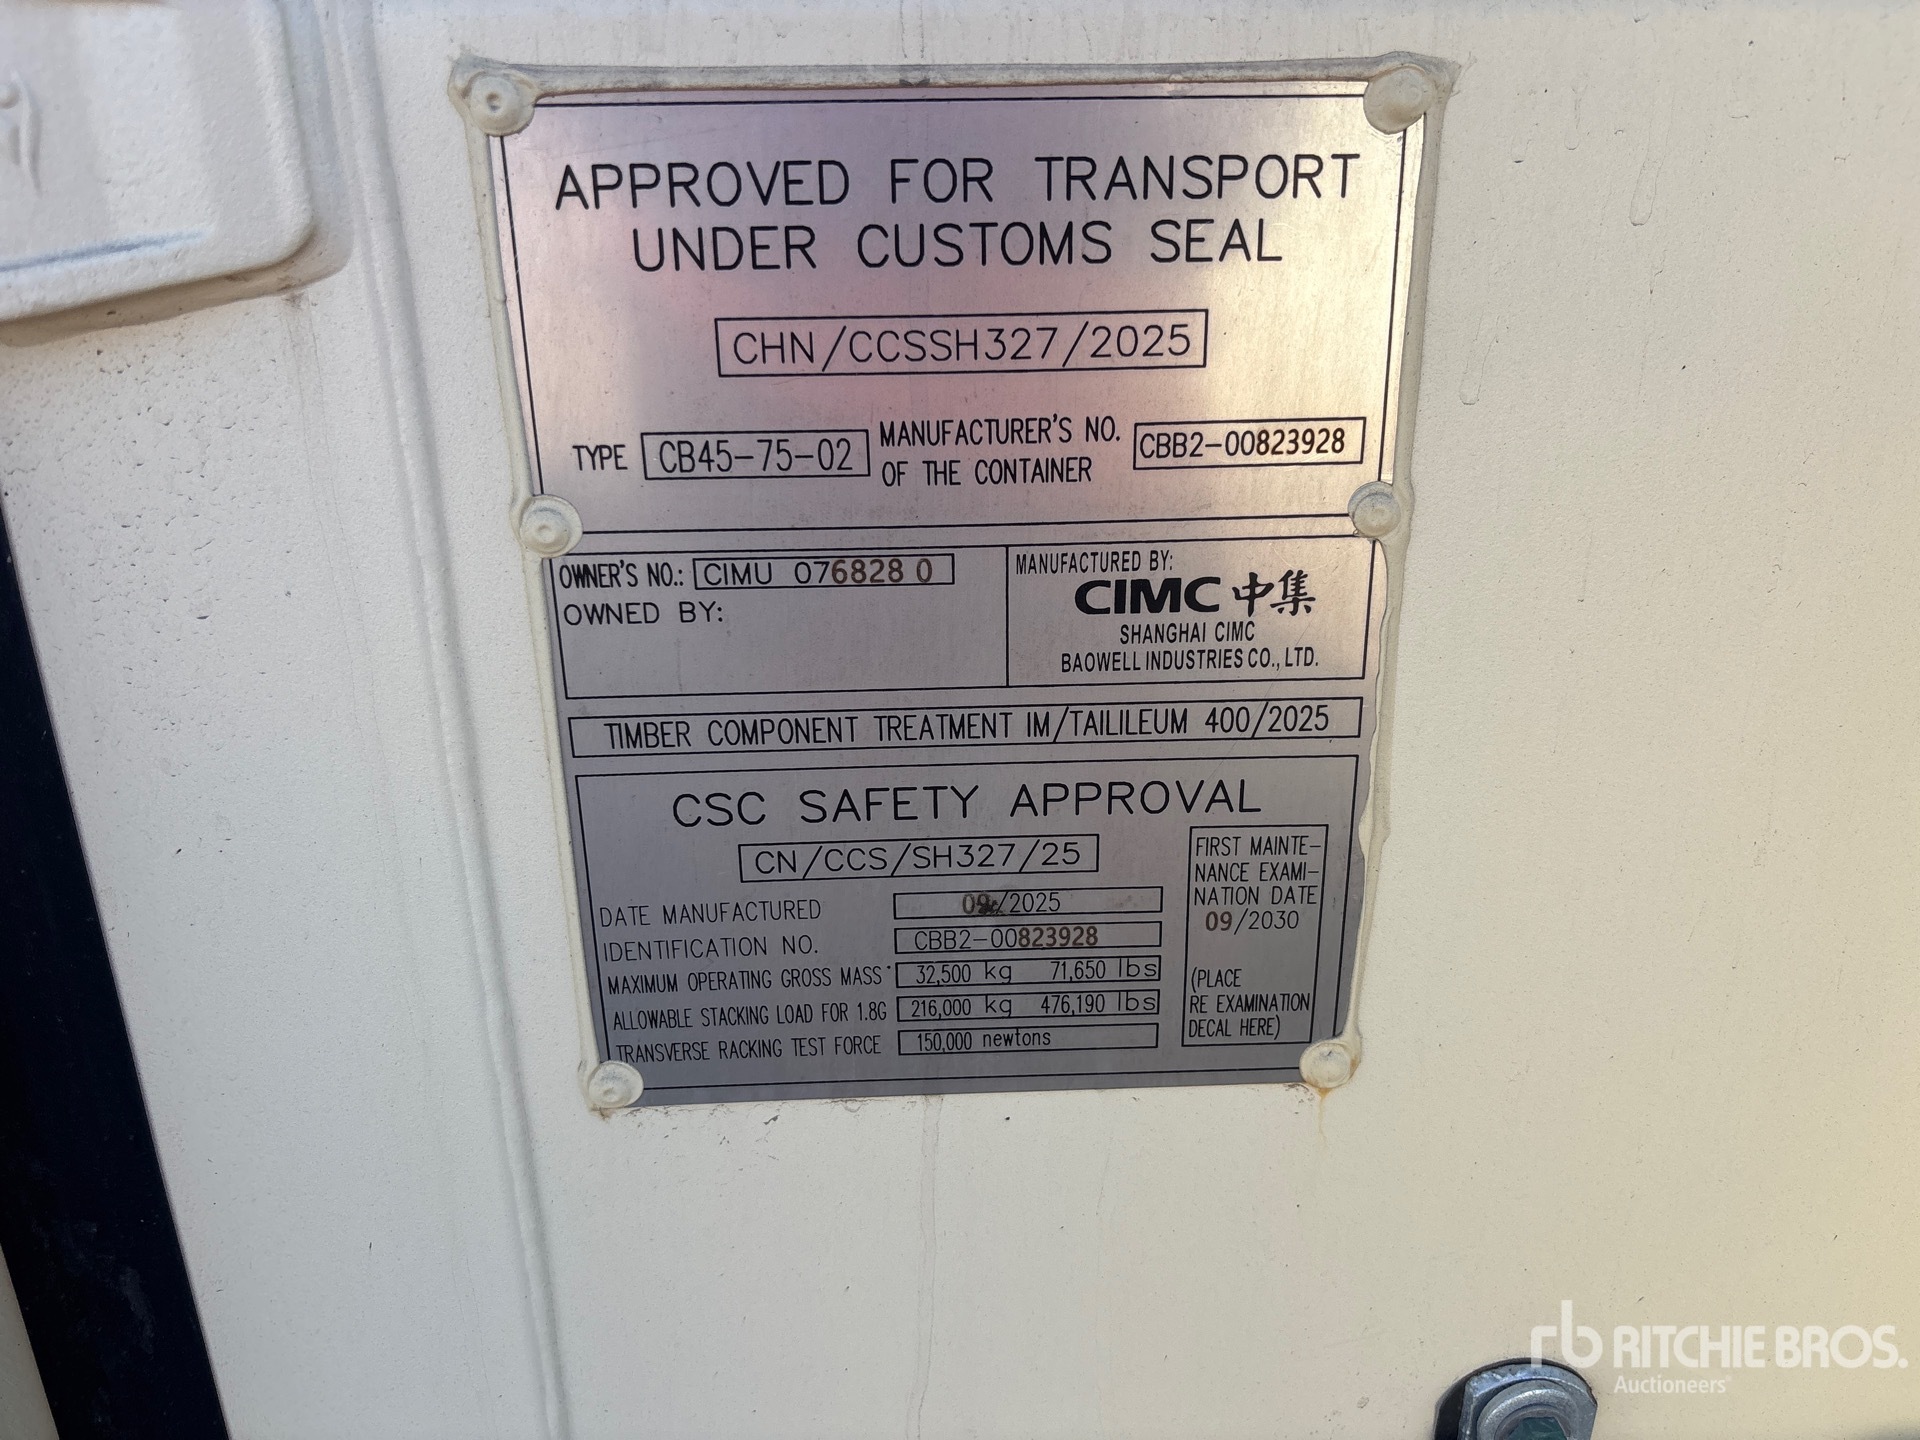 APPROVED FOR TRANSPORT
UNDER CUSTOMS SEAL
CHN/CCSSH327/2025
TYPE CB45-75-02 MANUFACTURER'S NO. OF THE CONTAINER CBB2-00823928
OWNER'S NO.: CIMU 076828 0
OWNED BY:
MANUFACTURED BY:
CIMC 中集
SHANGHAI CIMC
BAOWELL INDUSTRIES CO., LTD.
TIMBER COMPONENT TREATMENT IM/TAILILEUM 400/2025
CSC SAFETY APPROVAL
CN/CCS/SH327/25
DATE MANUFACTURED 09/2025
IDENTIFICATION NO. CBB2-00823928
MAXIMUM OPERATING GROSS MASS 32,500 kg 71,650 lbs
ALLOWABLE STACKING LOAD FOR 1.8G 216,000 kg 476,190 lbs
TRANSVERSE RACKING TEST FORCE 150,000 newtons
FIRST MAINTE-
NANCE EXAMI-
NATION DATE
09/2030
(PLACE
RE EXAMINATION
DECAL HERE)
rb RITCHIE BROS.
Auctioneers